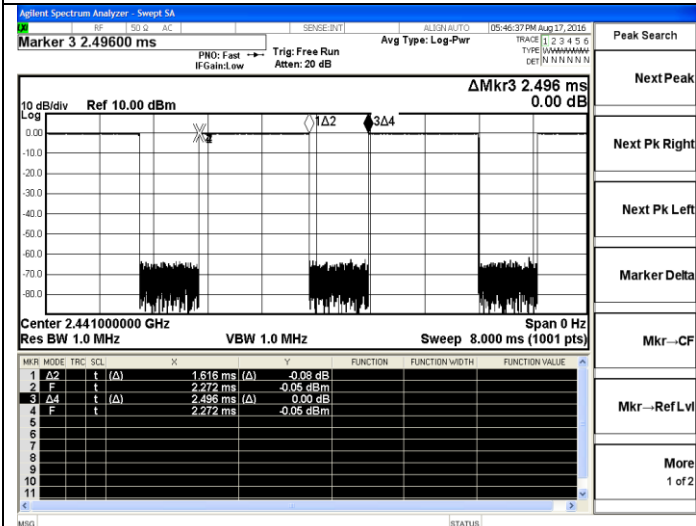 Agilent Spectrum Analyzer - Swept SA
RF 50 Ω AC SENSE:INT ALIGN AUTO 05:46:37 PM Aug 17, 2016
Marker 3 2.49600 ms
PNO: Fast
IFGain:Low
Trig: Free Run
Atten: 20 dB
Avg Type: Log-Pwr
TRACE 1 2 3 4 5 6
TYPE
DET N N N N N N
ΔMkr3 2.496 ms
0.00 dB
10 dB/div Ref 10.00 dBm
Log
1Δ2 3Δ4
0.00
-10.0
-20.0
-30.0
-40.0
-50.0
-60.0
-70.0
-80.0
Center 2.441000000 GHz Span 0 Hz
Res BW 1.0 MHz VBW 1.0 MHz Sweep 8.000 ms (1001 pts)
MKR MODE TRC SCL X Y FUNCTION FUNCTION WIDTH FUNCTION VALUE
1 Δ2 t (Δ) 1.616 ms (Δ) -0.08 dB
2 F t 2.272 ms -0.05 dBm
3 Δ4 t (Δ) 2.496 ms (Δ) 0.00 dB
4 F t 2.272 ms -0.05 dBm
5
6
7
8
9
10
11
MSG STATUS
Peak Search
Next Peak
Next Pk Right
Next Pk Left
Marker Delta
Mkr→CF
Mkr→Ref Lvl
More
1 of 2